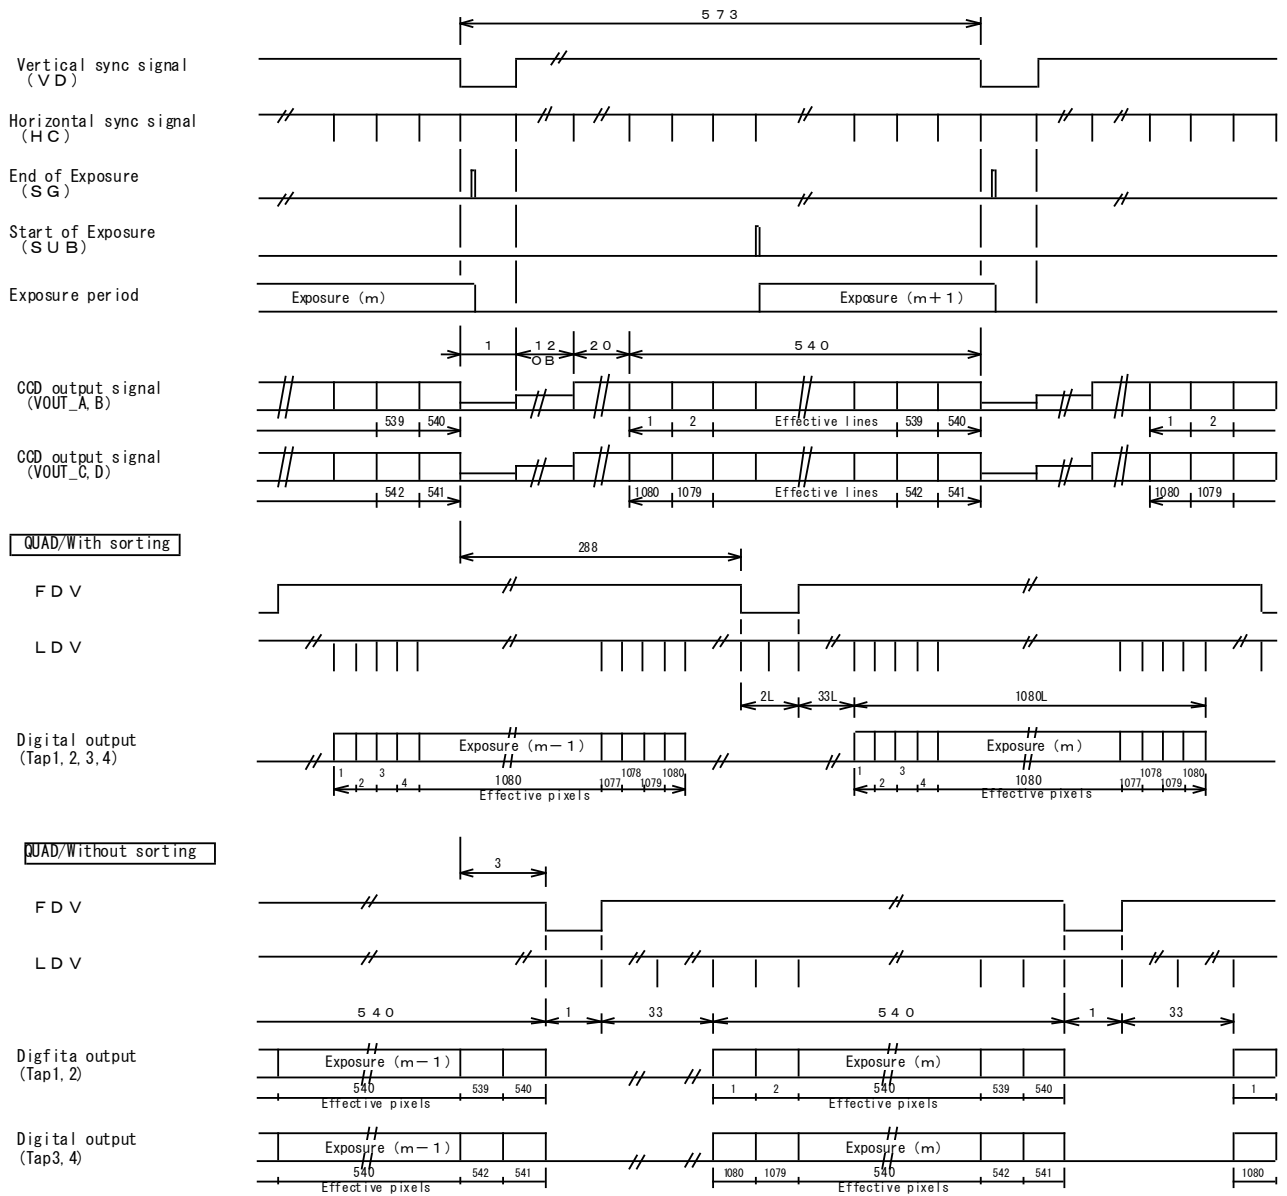 573
Vertical sync signal
(VD)
Horizontal sync signal
(HC)
End of Exposure
(SG)
Start of Exposure
(SUB)
Exposure period
Exposure (m)
Exposure (m+1)
1
12
OB
20
540
CCD output signal
(VOUT_A,B)
539 540
1 2
Effective lines
539 540
1 2
CCD output signal
(VOUT_C,D)
542 541
1080 1079
Effective lines
542 541
1080 1079
QUAD/With sorting
288
FDV
LDV
2L 33L 1080L
Digital output
(Tap1,2,3,4)
Exposure (m-1)
Exposure (m)
1 2 3 4
1080
Effective pixels
1077 1078 1079 1080
1 2 3 4
1080
Effective pixels
1077 1078 1079 1080
QUAD/Without sorting
3
FDV
LDV
540 1 33 540 1 33
Digfita output
(Tap1,2)
Exposure (m-1)
Exposure (m)
540
Effective pixels
539 540
1 2
540
Effective pixels
539 540
1
Digital output
(Tap3,4)
Exposure (m-1)
Exposure (m)
540
Effective pixels
542 541
1080 1079
540
Effective pixels
542 541
1080